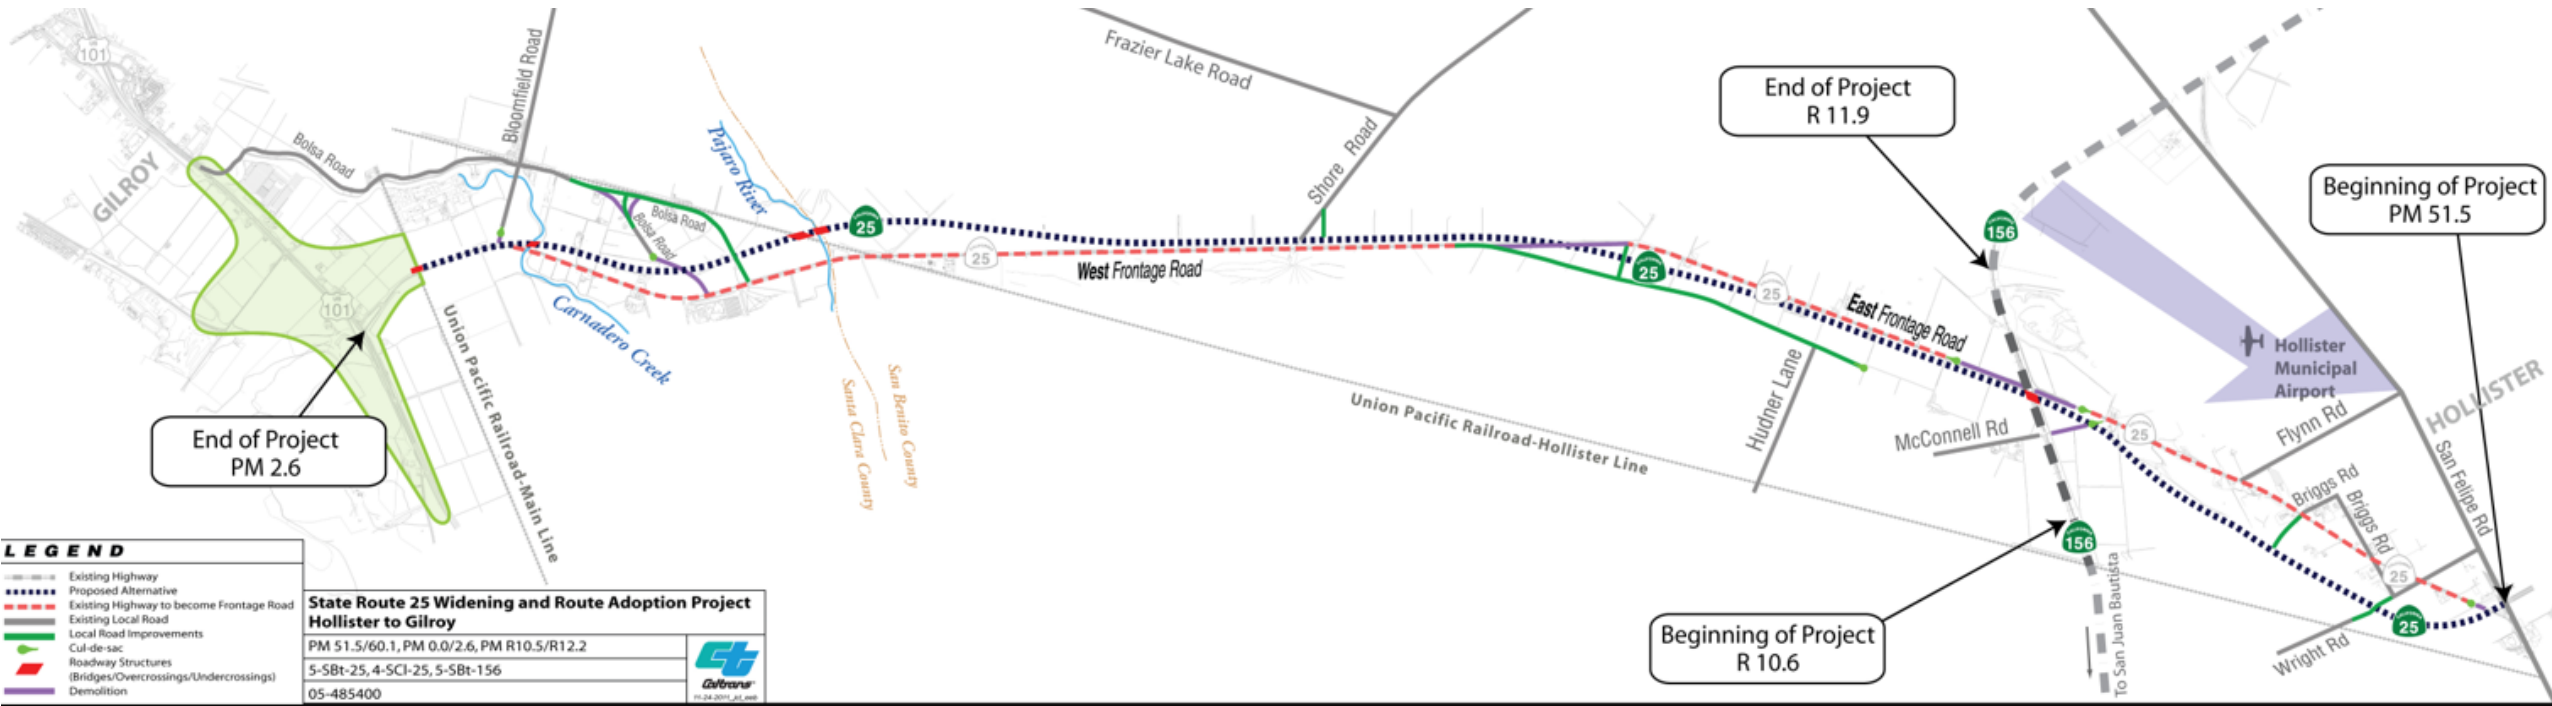 101
GILROY
Bolsa Road
Bloomfield Road
Bolsa Road
Bolsa Road
101
Pajaro River
Carnadero Creek
Union Pacific Railroad-Main Line
End of Project
PM 2.6
25
25
Santa Clara County
San Benito County
West Frontage Road
Frazier Lake Road
Shore Road
Union Pacific Railroad-Hollister Line
25
25
East Frontage Road
Hudner Lane
End of Project
R 11.9
156
McConnell Rd
25
Beginning of Project
R 10.6
156
To San Juan Bautista
Hollister
Municipal
Airport
Flynn Rd
HOLLISTER
San Felipe Rd
Briggs Rd
Briggs Rd
25
25
Wright Rd
Beginning of Project
PM 51.5
LEGEND
Existing Highway
Proposed Alternative
Existing Highway to become Frontage Road
Existing Local Road
Local Road Improvements
Cul-de-sac
Roadway Structures
(Bridges/Overcrossings/Undercrossings)
Demolition
State Route 25 Widening and Route Adoption Project
Hollister to Gilroy
PM 51.5/60.1, PM 0.0/2.6, PM R10.5/R12.2
5-SBt-25, 4-SCl-25, 5-SBt-156
05-485400
Caltrans